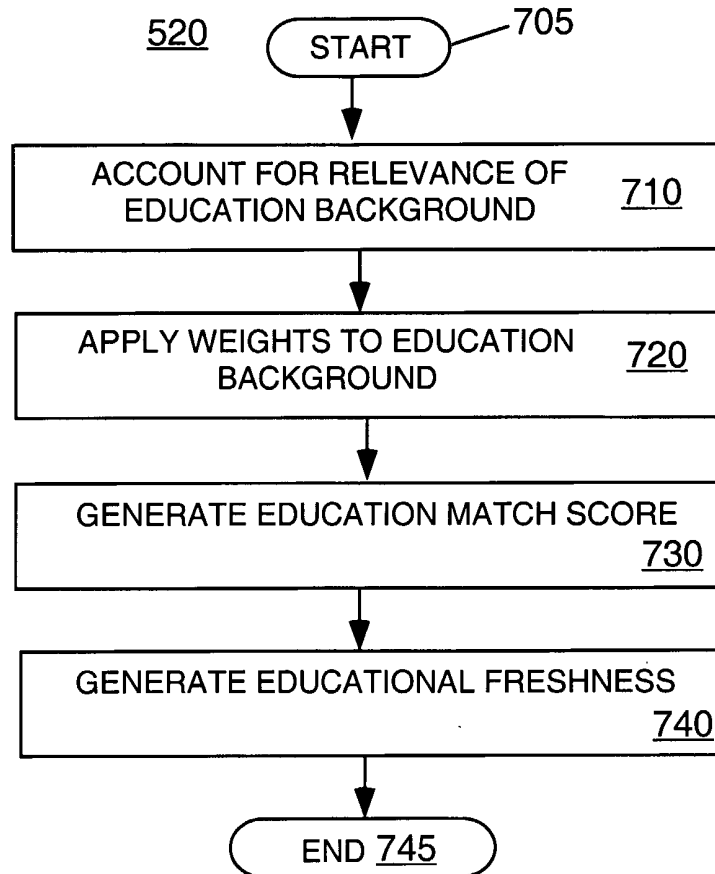 520
START
705
ACCOUNT FOR RELEVANCE OF
EDUCATION BACKGROUND
710
APPLY WEIGHTS TO EDUCATION
BACKGROUND
720
GENERATE EDUCATION MATCH SCORE
730
GENERATE EDUCATIONAL FRESHNESS
740
END 745